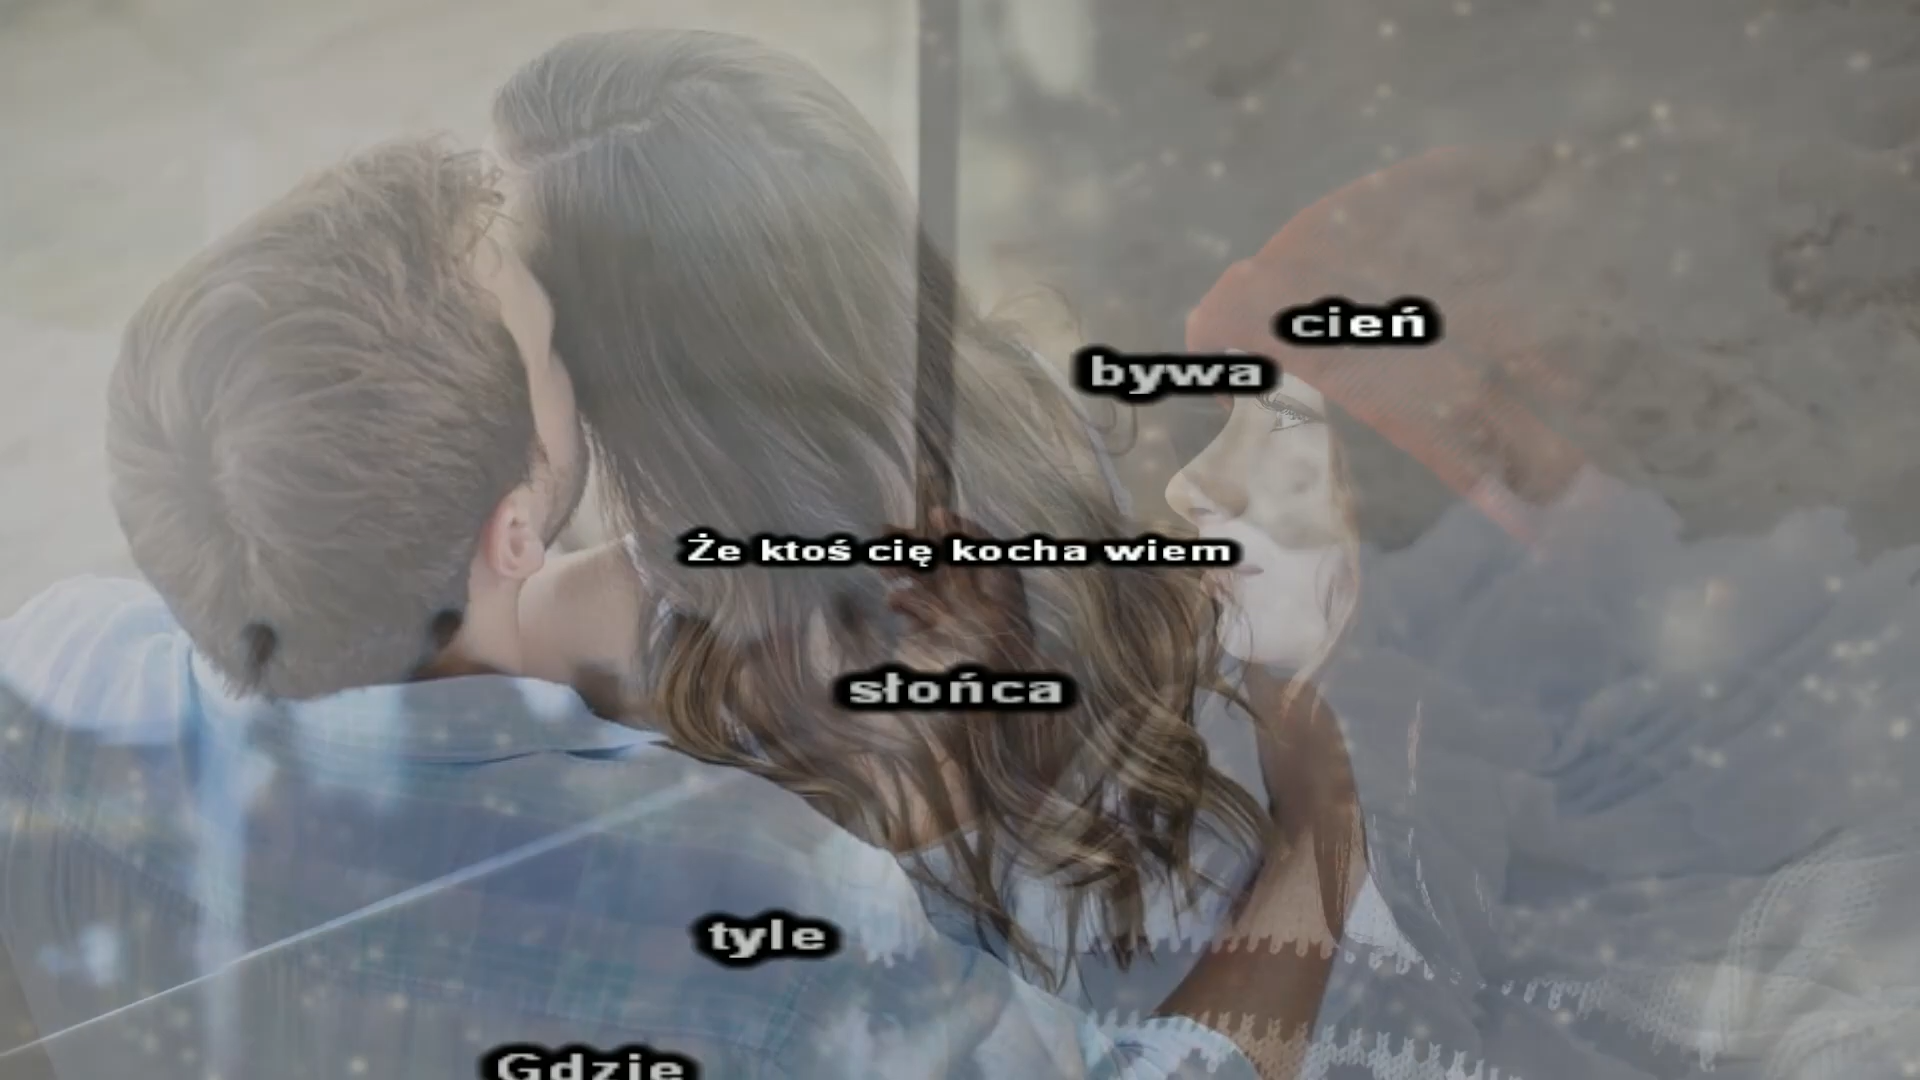 cień
bywa
Że ktoś cię kocha wiem
słońca
tyle
Gdzie